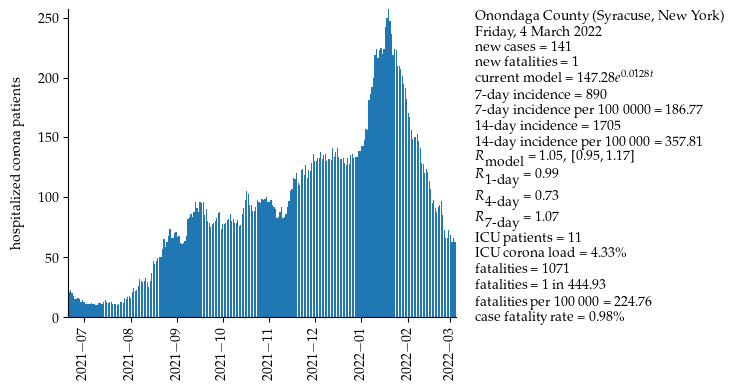 250
200
150
100
50
0
hospitalized corona patients
2021−07
2021−08
2021−09
2021−10
2021−11
2021−12
2022−01
2022−02
2022−03
Onondaga County (Syracuse, New York)
Friday, 4 March 2022
new cases = 141
new fatalities = 1
current model = 147.28e^0.0128t
7-day incidence = 890
7-day incidence per 100 0000 = 186.77
14-day incidence = 1705
14-day incidence per 100 000 = 357.81
R_model = 1.05, [0.95, 1.17]
R_1-day = 0.99
R_4-day = 0.73
R_7-day = 1.07
ICU patients = 11
ICU corona load = 4.33%
fatalities = 1071
fatalities = 1 in 444.93
fatalities per 100 000 = 224.76
case fatality rate = 0.98%